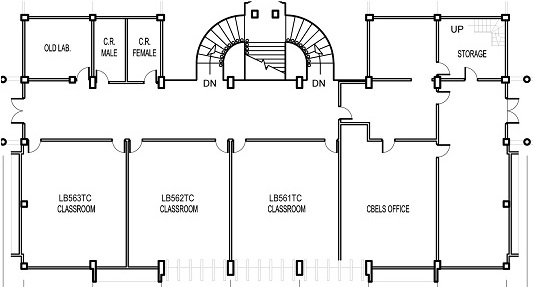 OLD LAB.
C.R.
MALE
C.R.
FEMALE
DN
DN
UP
STORAGE
LB563TC
CLASSROOM
LB562TC
CLASSROOM
LB561TC
CLASSROOM
CBELS OFFICE